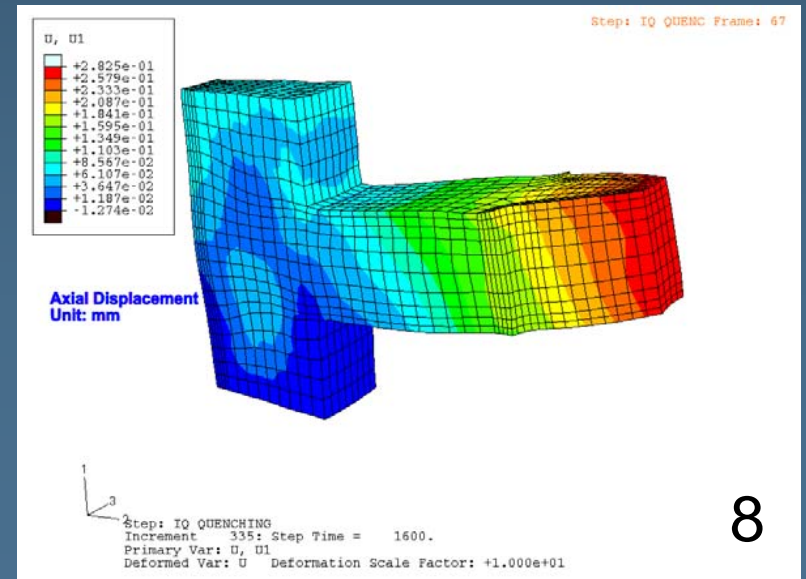 Step: IQ QUENC Frame: 67
U, U1
+2.825e-01
+2.579e-01
+2.333e-01
+2.087e-01
+1.841e-01
+1.595e-01
+1.349e-01
+1.103e-01
+8.567e-02
+6.107e-02
+3.647e-02
+1.187e-02
-1.274e-02
Axial Displacement
Unit: mm
1
3
2
Step: IQ QUENCHING
Increment 335: Step Time = 1600.
Primary Var: U, U1
Deformed Var: U Deformation Scale Factor: +1.000e+01
8